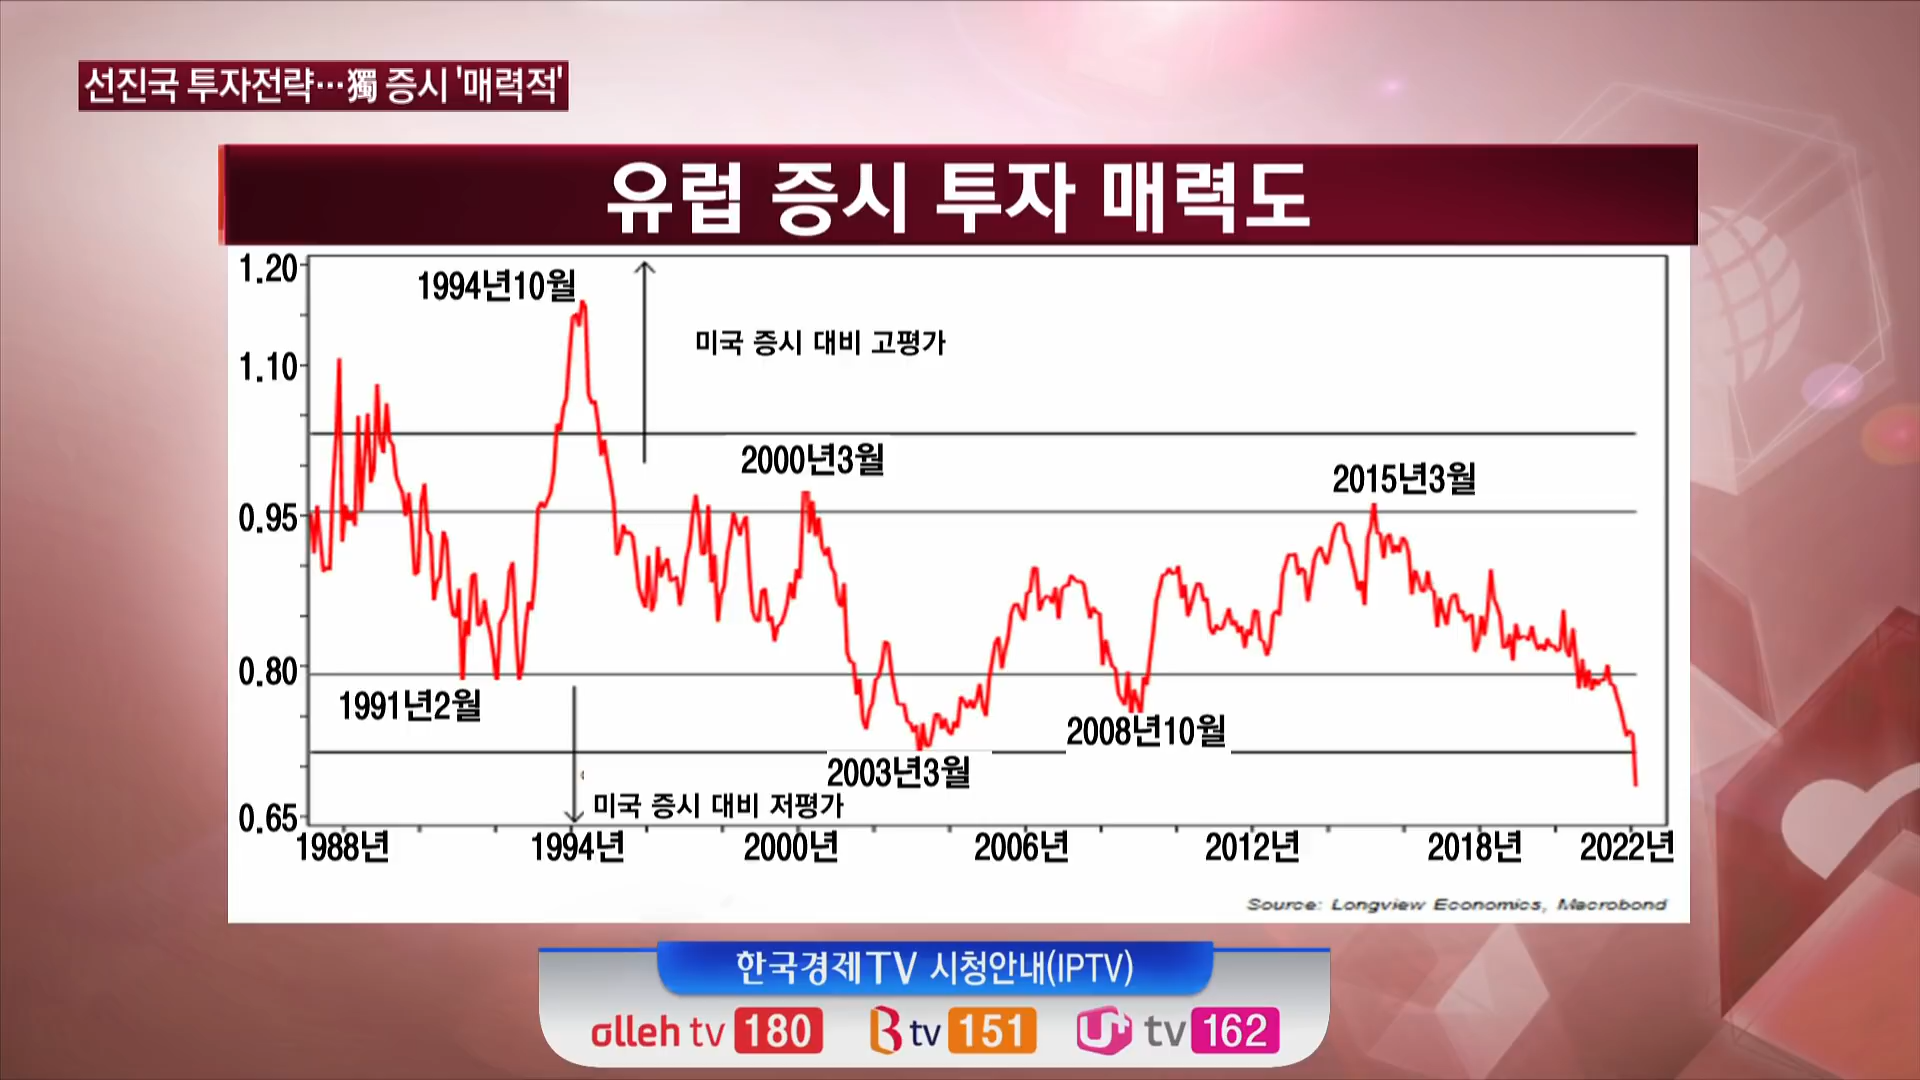 선진국 투자전략…獨 증시 '매력적'
유럽 증시 투자 매력도
1.20
1994년10월
미국 증시 대비 고평가
1.10
2000년3월
2015년3월
0.95
0.80
1991년2월
2008년10월
2003년3월
미국 증시 대비 저평가
0.65
1988년 1994년 2000년 2006년 2012년 2018년 2022년
Source: Longview Economics, Macrobond
한국경제TV 시청안내(IPTV)
olleh tv 180 B tv 151 U+ tv 162